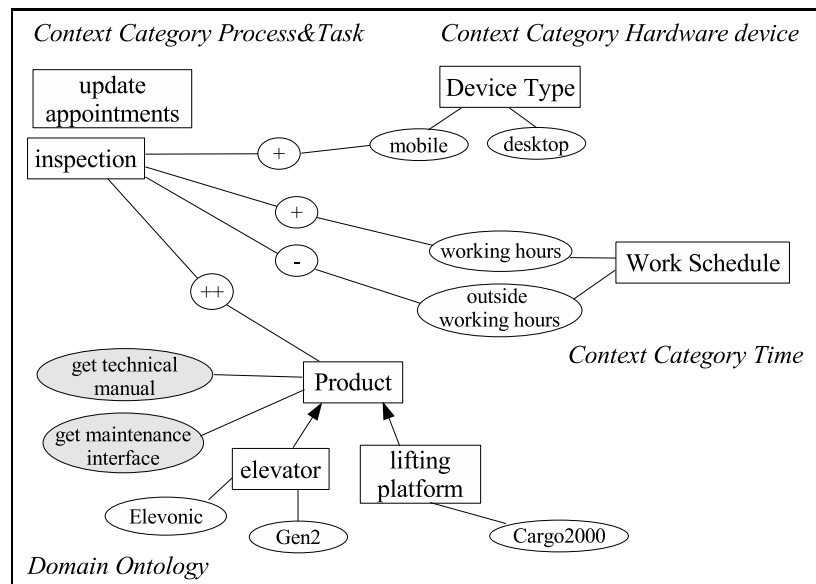 Context Category Process&Task
Context Category Hardware device
update
appointments
Device Type
inspection
+
mobile
desktop
+
working hours
-
Work Schedule
++
outside
working hours
Context Category Time
get technical
manual
Product
get maintenance
interface
elevator
lifting
platform
Elevonic
Gen2
Cargo2000
Domain Ontology